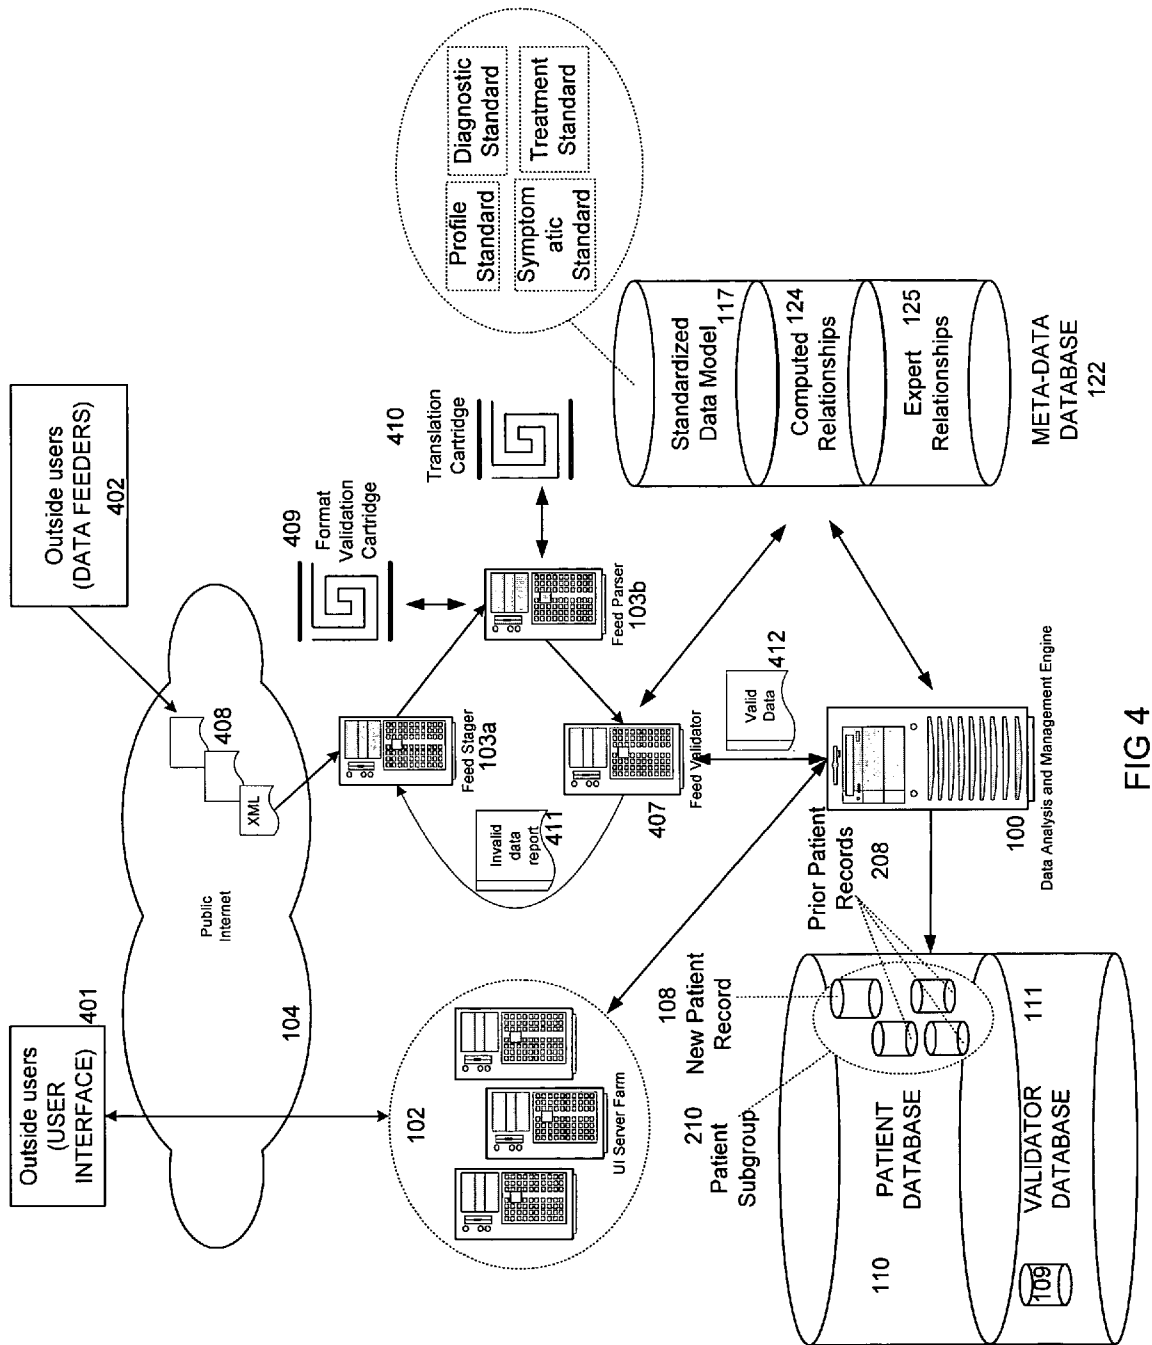 Outside users
(USER
INTERFACE)
401
Outside users
(DATA FEEDERS)
402
Public
Internet
104
408
XML
409
Format
Validation
Cartridge
410
Translation
Cartridge
Feed Stager
103a
Feed Parser
103b
Invalid
data
report
411
407
Feed Validator
Valid
Data
412
102
UI Server Farm
Profile
Standard
Diagnostic
Standard
Symptom
atic
Standard
Treatment
Standard
Standardized
Data Model
117
Computed
124
Relationships
Expert
125
Relationships
META-DATA
DATABASE
122
210
Patient
Subgroup
108
New Patient
Record
Prior Patient
Records
208
100
Data Analysis and Management Engine
110
PATIENT
DATABASE
109
VALIDATOR
DATABASE
111
FIG 4